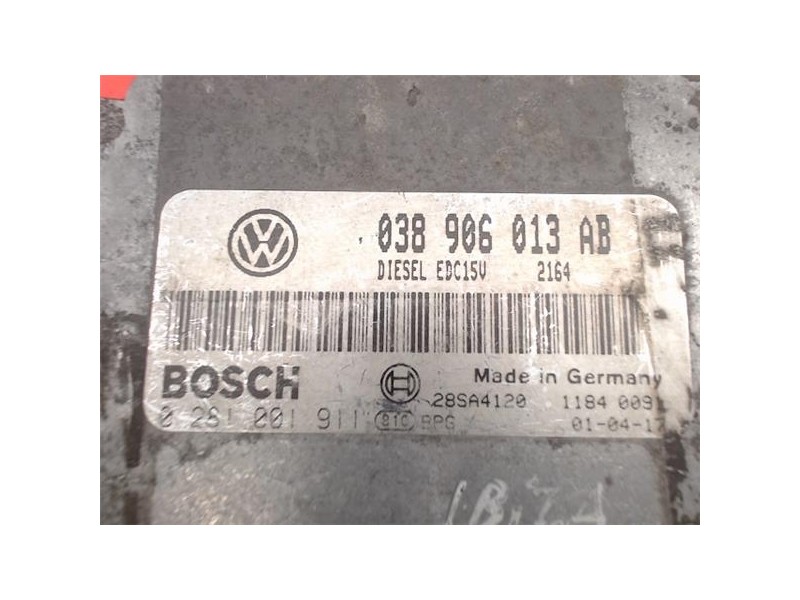 038 906 013 AB
DIESEL EDC15V 2164
BOSCH
Made in Germany
28SA4120 1184
0 281 001 911 BPG 01-04-17